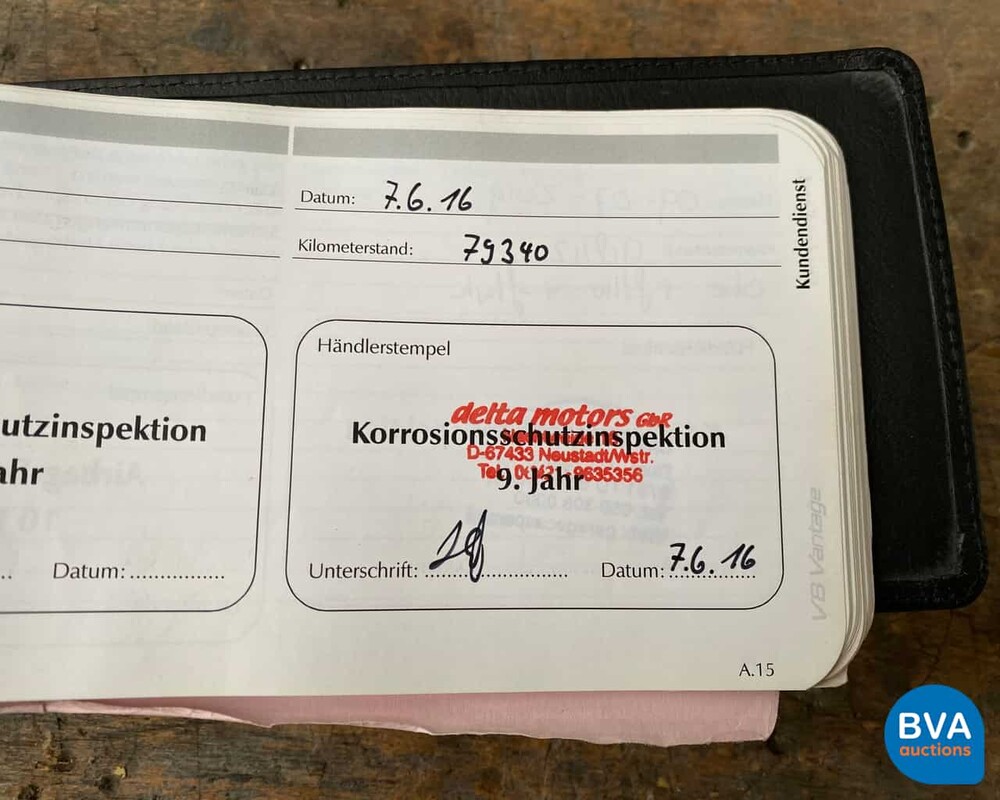 Datum: 7.6.16
Kilometerstand: 79340
Kundendienst
utzinspektion
ahr
Datum:
Händlerstempel
delta motors GbR
Korrosionsschutzinspektion
D-67433 Neustadt/Wstr.
9. Jahr
Unterschrift:
Datum: 7.6.16
V8 Vantage
A.15
BVA
auctions